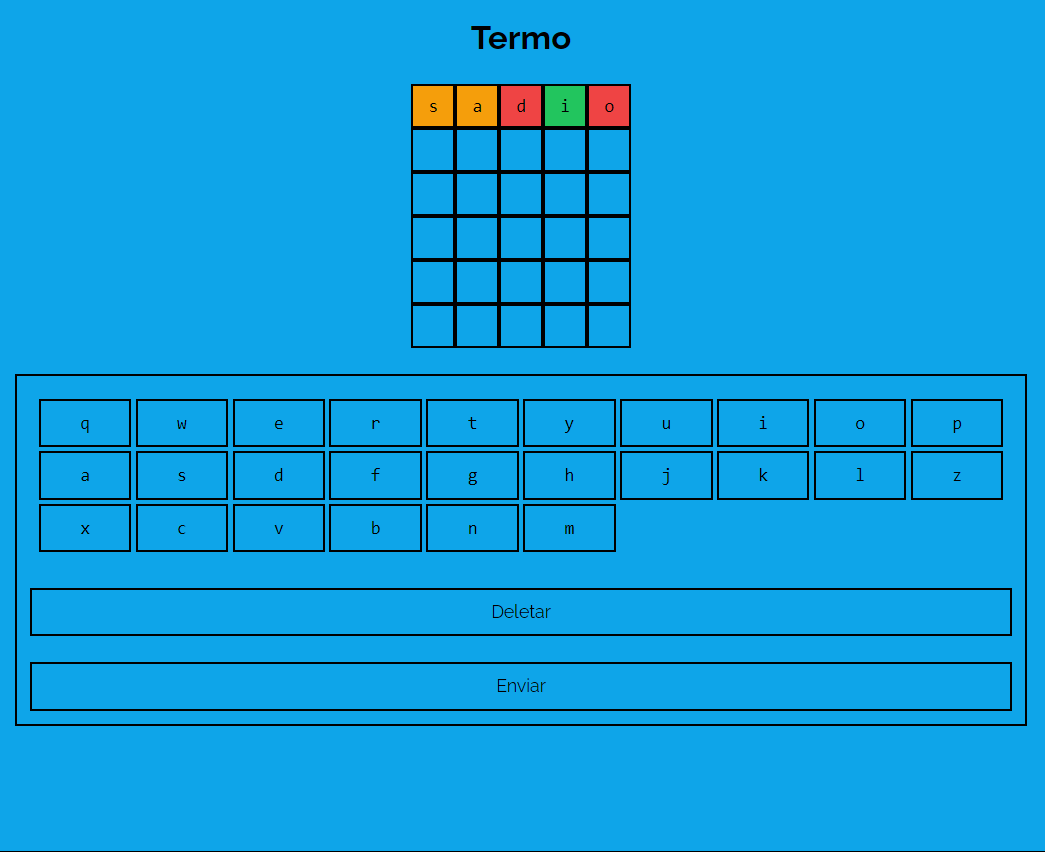 Termo
s a d i o
q w e r t y u i o p
a s d f g h j k l z
x c v b n m
Deletar
Enviar